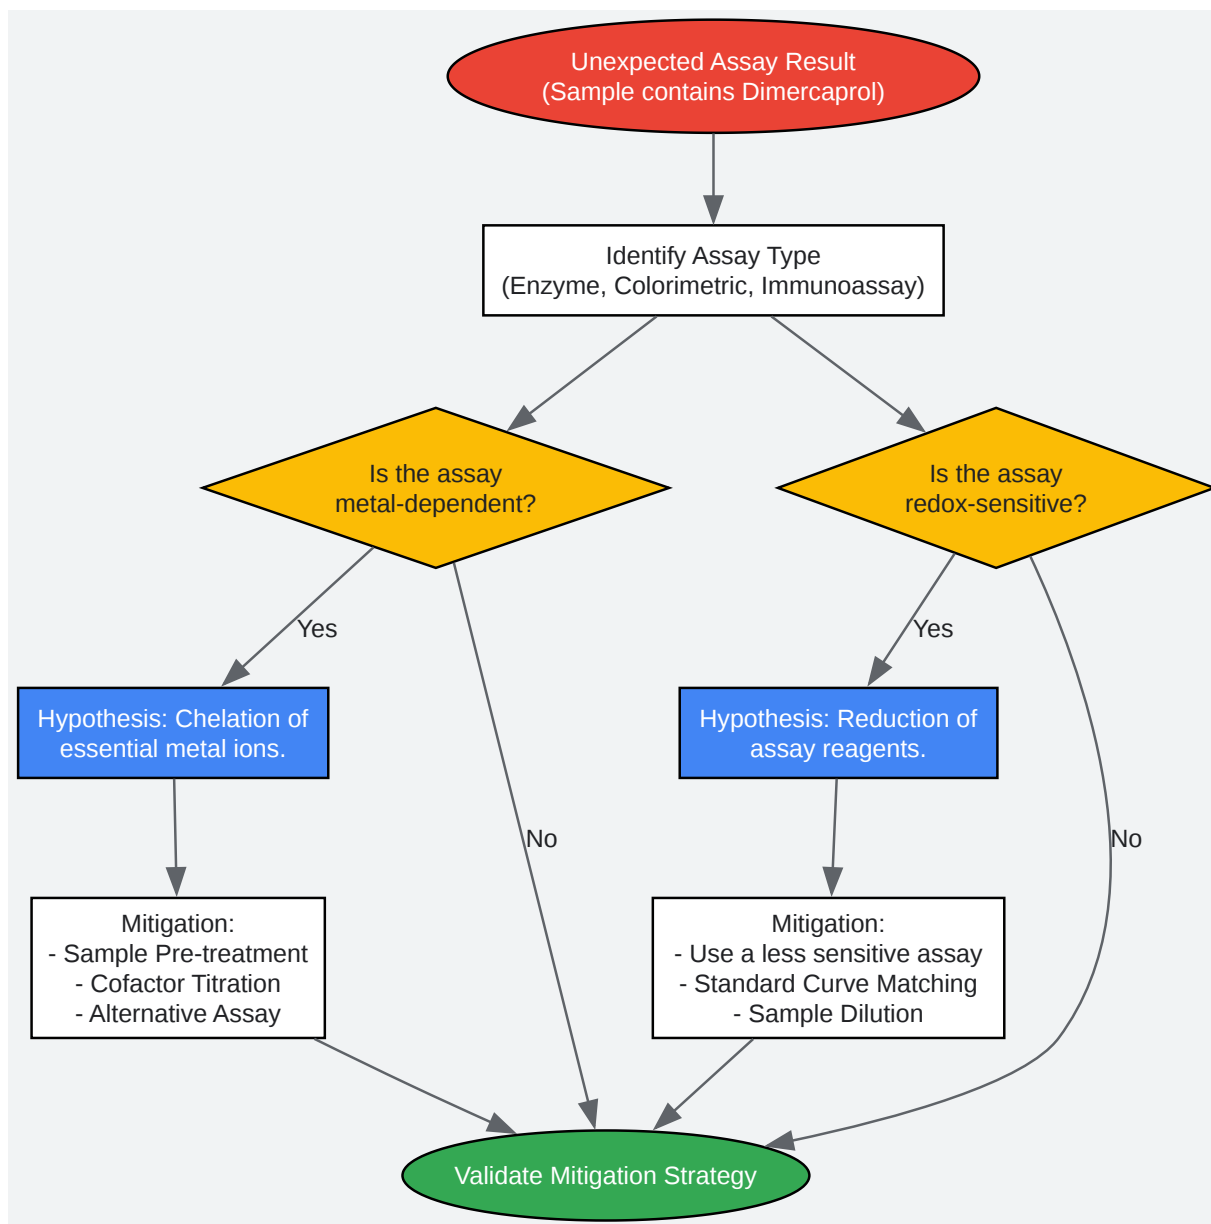 Unexpected Assay Result
(Sample contains Dimercaprol)
Identify Assay Type
(Enzyme, Colorimetric, Immunoassay)
Is the assay
metal-dependent?
Is the assay
redox-sensitive?
Yes
Yes
Hypothesis: Chelation of
essential metal ions.
Hypothesis: Reduction of
assay reagents.
No
No
Mitigation:
- Sample Pre-treatment
- Cofactor Titration
- Alternative Assay
Mitigation:
- Use a less sensitive assay
- Standard Curve Matching
- Sample Dilution
Validate Mitigation Strategy